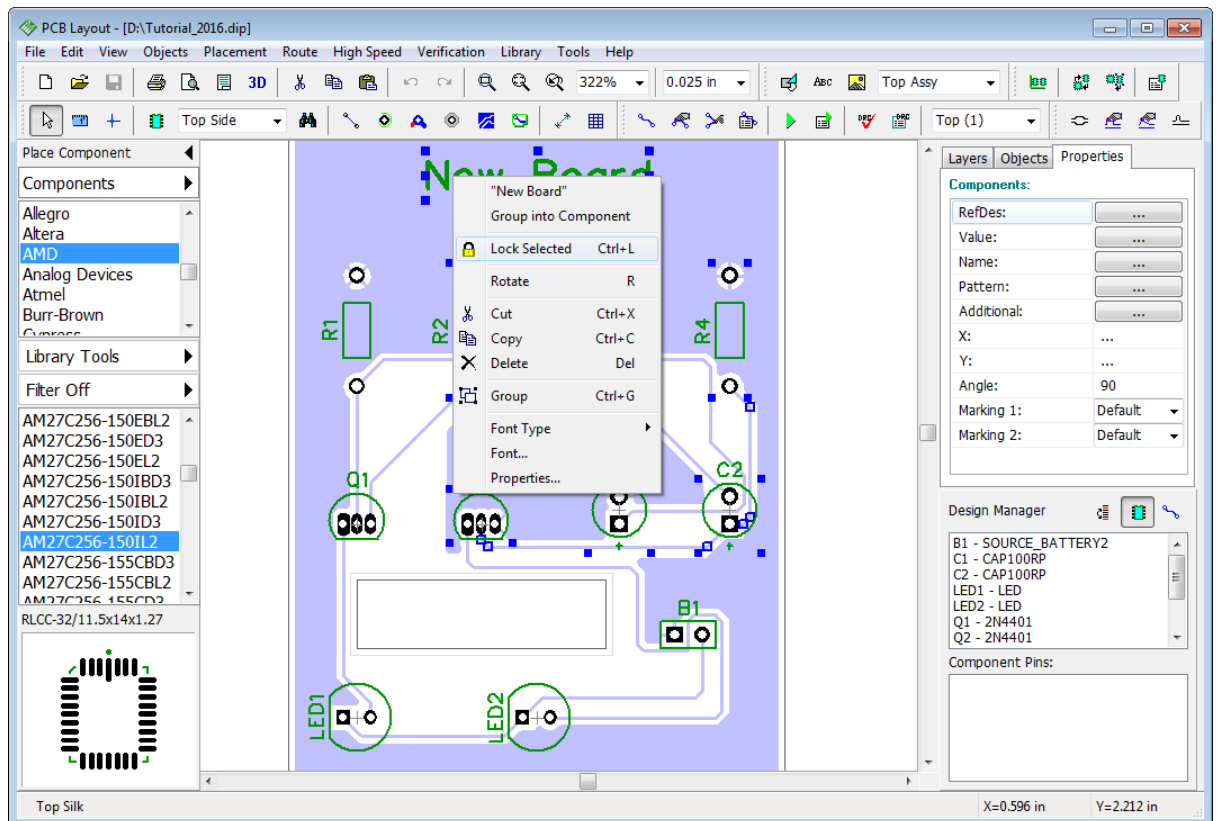 PCB Layout - [D:\Tutorial_2016.dip]
File Edit View Objects Placement Route High Speed Verification Library Tools Help
3D 322% 0.025 in ABC Top Assy
Top Side DRC DRC Top (1)
Place Component
Components
Allegro
Altera
AMD
Analog Devices
Atmel
Burr-Brown
Cypress
Library Tools
Filter Off
AM27C256-150EBL2
AM27C256-150ED3
AM27C256-150EL2
AM27C256-150IBD3
AM27C256-150IBL2
AM27C256-150ID3
AM27C256-150IL2
AM27C256-155CBD3
AM27C256-155CBL2
AM27C256-155CD3
RLCC-32/11.5x14x1.27
New Board
"New Board"
Group into Component
Lock Selected Ctrl+L
Rotate R
Cut Ctrl+X
Copy Ctrl+C
Delete Del
Group Ctrl+G
Font Type
Font...
Properties...
R1
R2
R4
Q1
C2
B1
LED1
LED2
Layers Objects Properties
Components:
RefDes: ...
Value: ...
Name: ...
Pattern: ...
Additional: ...
X: ...
Y: ...
Angle: 90
Marking 1: Default
Marking 2: Default
Design Manager
B1 - SOURCE_BATTERY2
C1 - CAP100RP
C2 - CAP100RP
LED1 - LED
LED2 - LED
Q1 - 2N4401
Q2 - 2N4401
Component Pins:
Top Silk X=0.596 in Y=2.212 in